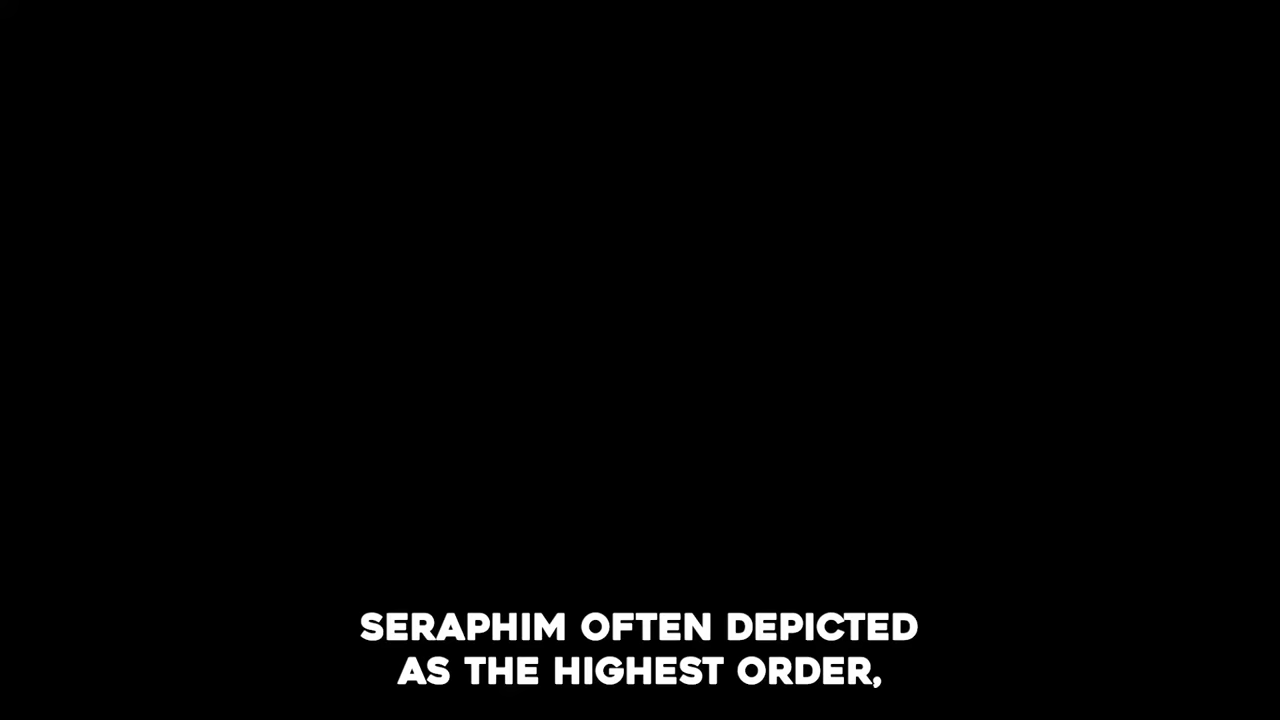 SERAPHIM OFTEN DEPICTED
AS THE HIGHEST ORDER,